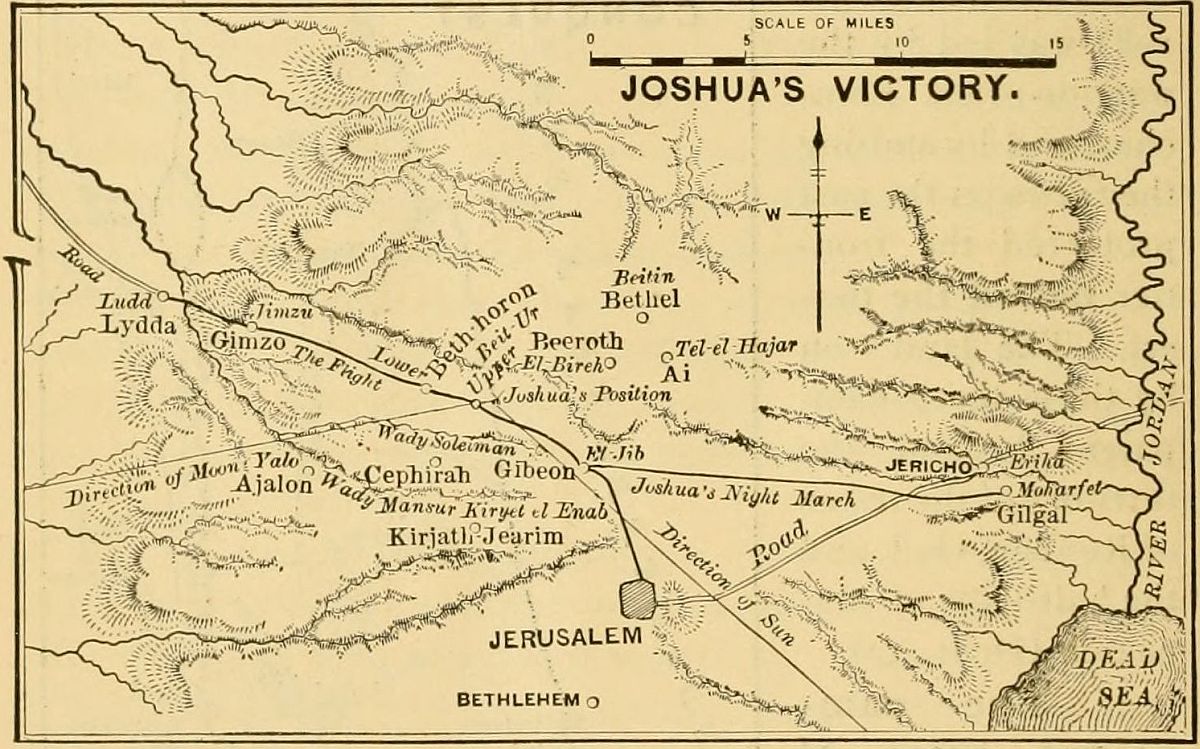 SCALE OF MILES
0 5 10 15
JOSHUA'S VICTORY.
W E
Road
Beitin
Bethel
Ludd
Lydda
Jimzu
Gimzo
The Flight
Lower
Beth-horon
Beit-Ur
Upper
Beeroth
El-Bireh
Tel-el-Hajar
Ai
Joshua's Position
Wady Soleiman
El-Jib
Gibeon
Direction of Moon
Yalo
Ajalon
Cephirah
Wady Mansur
Kiryet el Enab
Kirjath-Jearim
Joshua's Night March
JERICHO
Eriha
Moharfet
Gilgal
RIVER JORDAN
Road
Direction of Sun
JERUSALEM
BETHLEHEM
DEAD
SEA